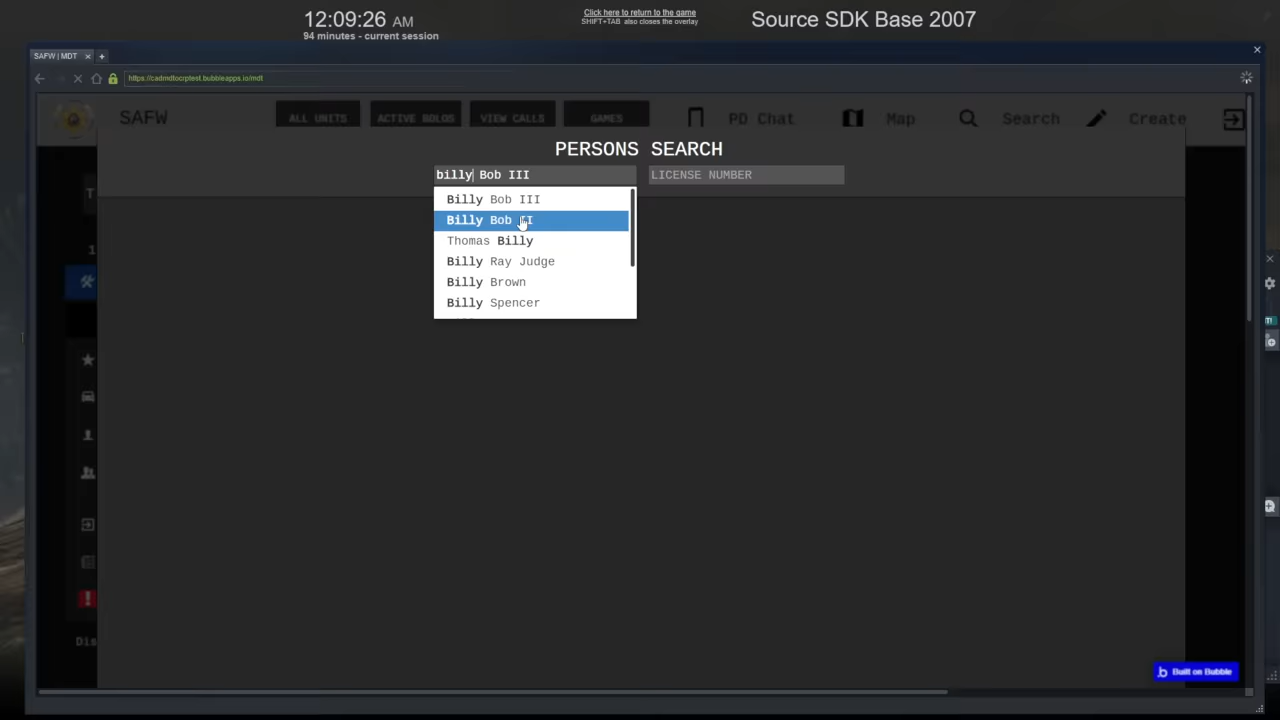 12:09:26 AM
94 minutes - current session
Click here to return to the game
SHIFT+TAB also closes the overlay
Source SDK Base 2007
SAFW | MDT
https://cadmdtocrptest.bubbleapps.io/mdt
SAFW
ALL UNITS
ACTIVE BOLOS
VIEW CALLS
GAMES
PD Chat
Map
Search
Create
PERSONS SEARCH
billy Bob III
LICENSE NUMBER
Billy Bob III
Billy Bob II
Thomas Billy
Billy Ray Judge
Billy Brown
Billy Spencer
T
1
Dis
Built on Bubble